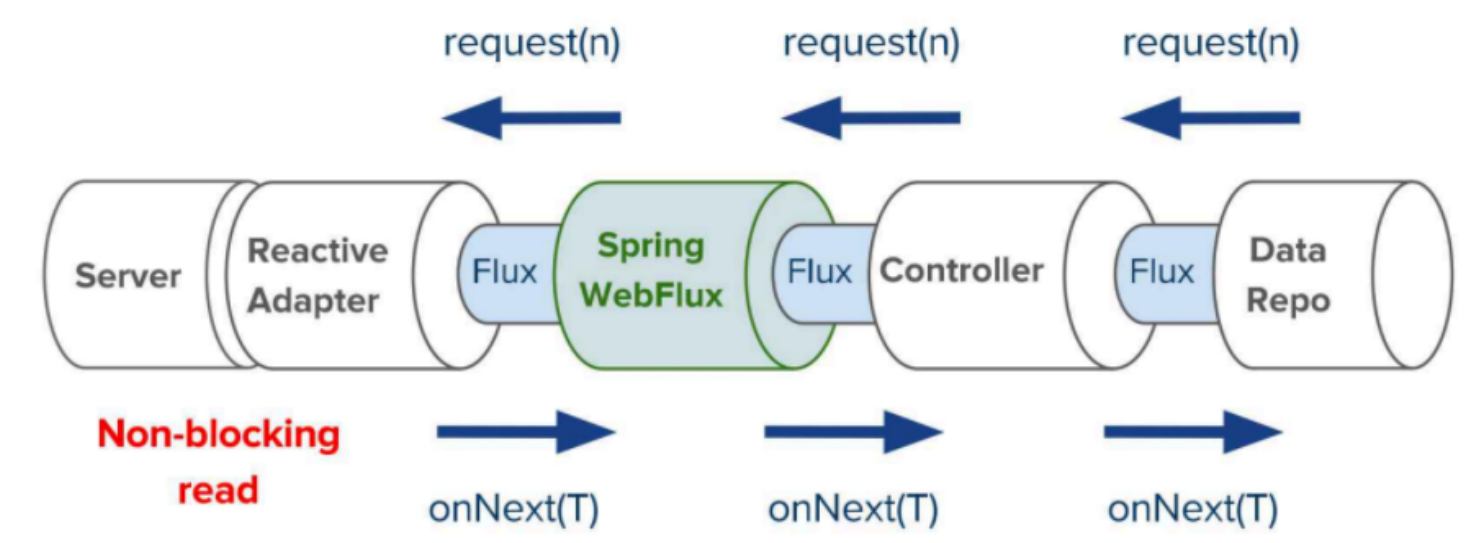 request(n)
request(n)
request(n)
Server
Reactive
Adapter
Flux
Spring
WebFlux
Flux
Controller
Flux
Data
Repo
Non-blocking
read
onNext(T)
onNext(T)
onNext(T)